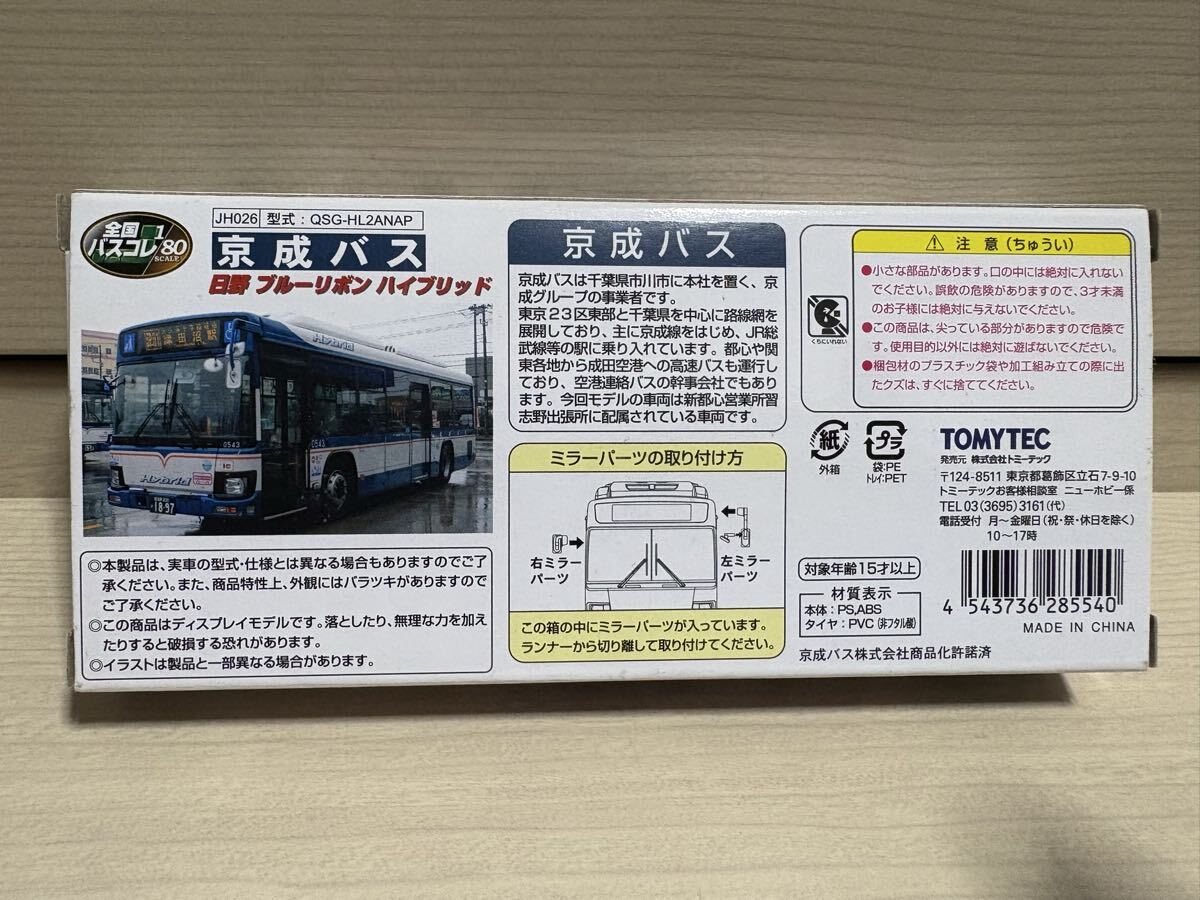 全国
バスコレ
1
80
SCALE
JH026 型式：QSG-HL2ANAP
京成バス
日野 ブルーリボン ハイブリッド
津田沼駅
Hybrid
0543
0543
Hybrid
18-97
◎本製品は、実車の型式・仕様とは異なる場合もありますのでご了
承ください。また、商品特性上、外観にはバラツキがありますので
ご了承ください。
◎この商品はディスプレイモデルです。落としたり、無理な力を加え
たりすると破損する恐れがあります。
◎イラストは製品と一部異なる場合があります。
京成バス
京成バスは千葉県市川市に本社を置く、京
成グループの事業者です。
東京23区東部と千葉県を中心に路線網を
展開しており、主に京成線をはじめ、JR総
武線等の駅に乗り入れています。都心や関
東各地から成田空港への高速バスも運行し
ており、空港連絡バスの幹事会社でもあり
ます。今回モデルの車両は新都心営業所習
志野出張所に配属されている車両です。
ミラーパーツの取り付け方
右ミラー
パーツ
左ミラー
パーツ
この箱の中にミラーパーツが入っています。
ランナーから切り離して取り付けてください。
くちにいれない
注意（ちゅうい）
●小さな部品があります。口の中には絶対に入れない
でください。誤飲の危険がありますので、3才未満
のお子様には絶対に与えないでください。
●この商品は、尖っている部分がありますので危険で
す。使用目的以外には絶対に遊ばないでください。
●梱包材のプラスチック袋や加工組み立ての際に出
たクズは、すぐに捨ててください。
紙
外箱
プラ
袋:PE
トレイ:PET
TOMYTEC
発売元 株式会社トミーテック
〒124-8511 東京都葛飾区立石7-9-10
トミーテックお客様相談室 ニューホビー係
TEL 03(3695)3161(代)
電話受付 月～金曜日(祝・祭・休日を除く)
10～17時
対象年齢15才以上
材質表示
本体：PS,ABS
タイヤ：PVC (非フタル酸)
4 543736 285540
MADE IN CHINA
京成バス株式会社商品化許諾済